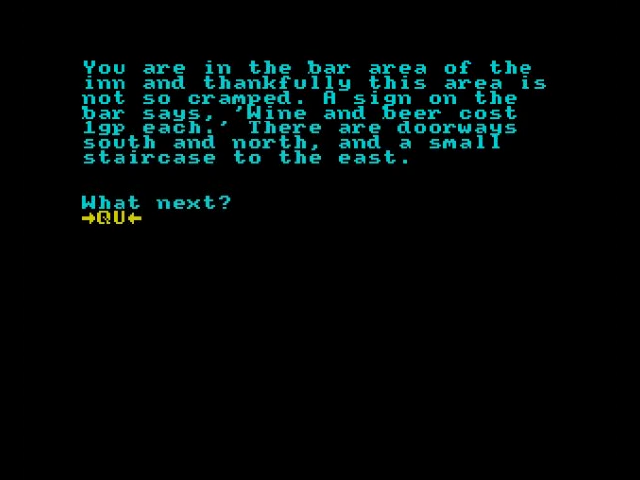 You are in the bar area of the
inn and thankfully this area is
not so cramped. A sign on the
bar says, 'Wine and beer cost
1gp each.' There are doorways
south and north, and a small
staircase to the east.
What next?
→QU←